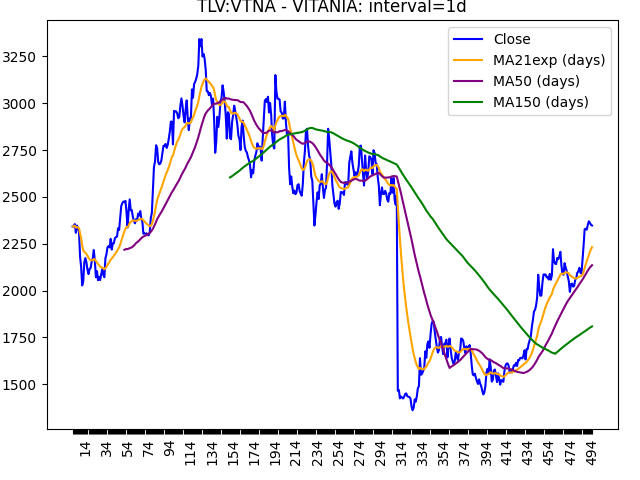 TLV:VTNA - VITANIA: interval=1d
Close
MA21exp (days)
MA50 (days)
MA150 (days)
3250
3000
2750
2500
2250
2000
1750
1500
14 34 54 74 94 114 134 154 174 194 214 234 254 274 294 314 334 354 374 394 414 434 454 474 494